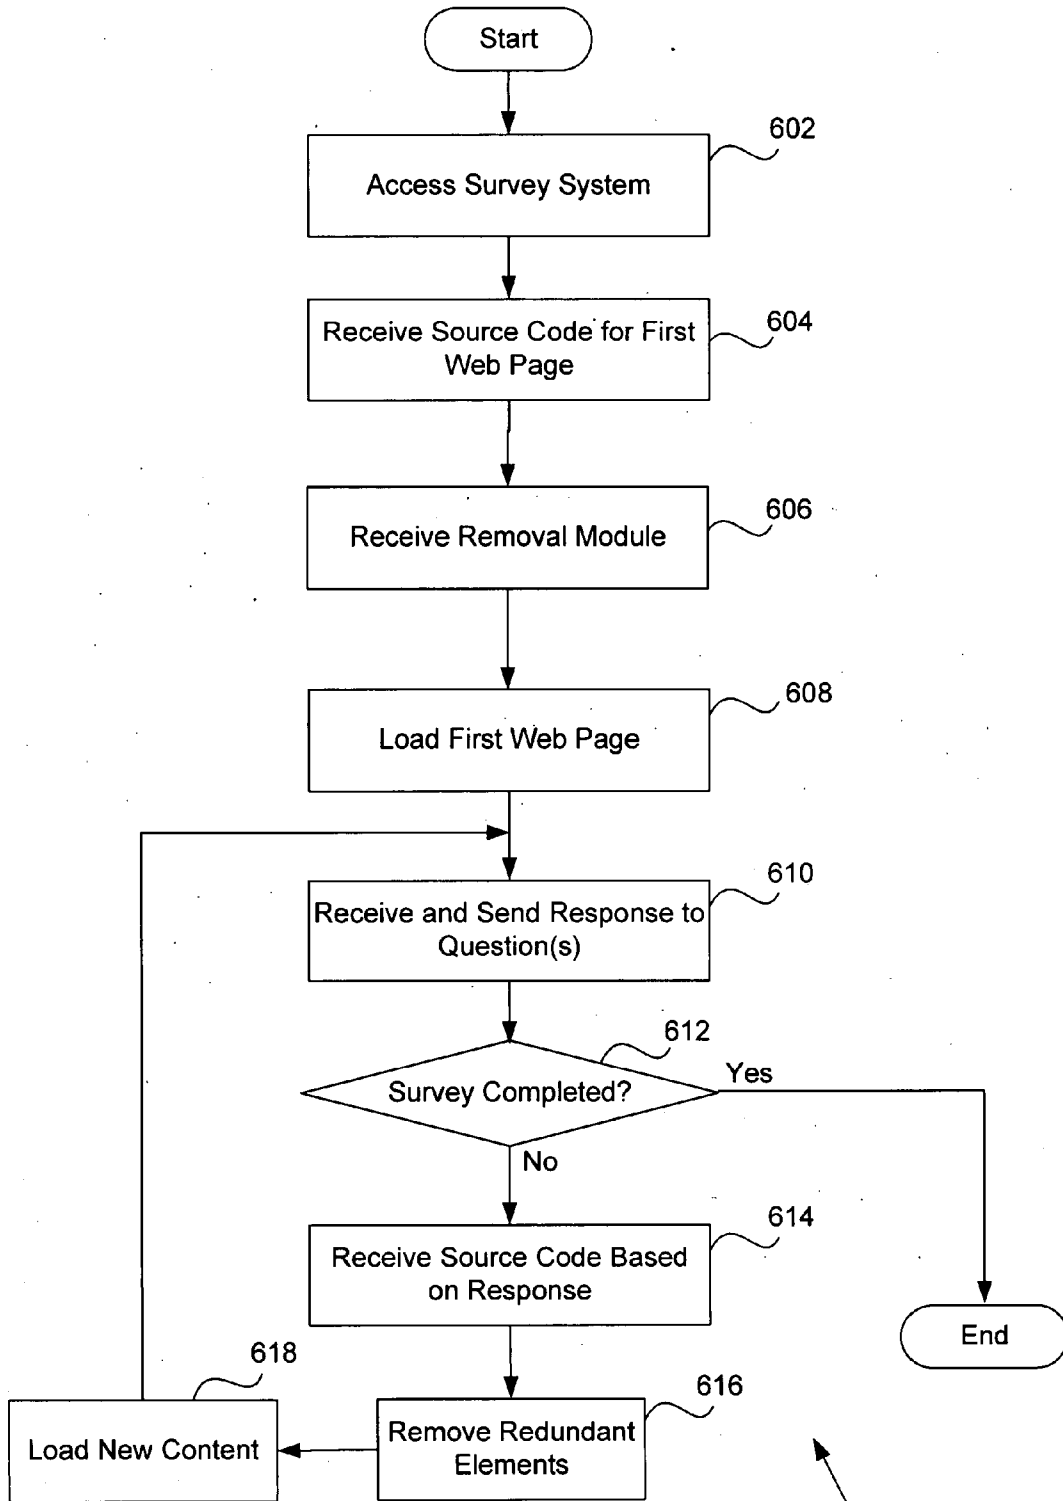 Start
602
Access Survey System
Receive Source Code for First
Web Page
604
606
Receive Removal Module
608
Load First Web Page
610
Receive and Send Response to
Question(s)
612
Survey Completed?
Yes
No
614
Receive Source Code Based
on Response
End
618
616
Load New Content
Remove Redundant
Elements